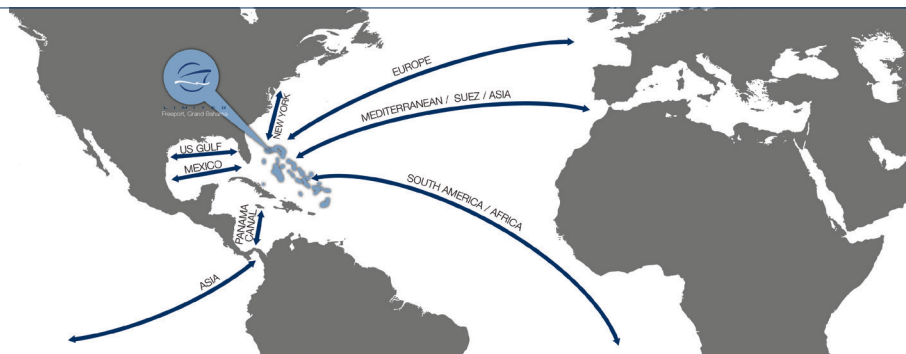 EUROPE
MEDITERRANEAN / SUEZ / ASIA
NEW YORK
Freeport, Grand Bahama
US GULF
MEXICO
SOUTH AMERICA / AFRICA
PANAMA
CANAL
ASIA